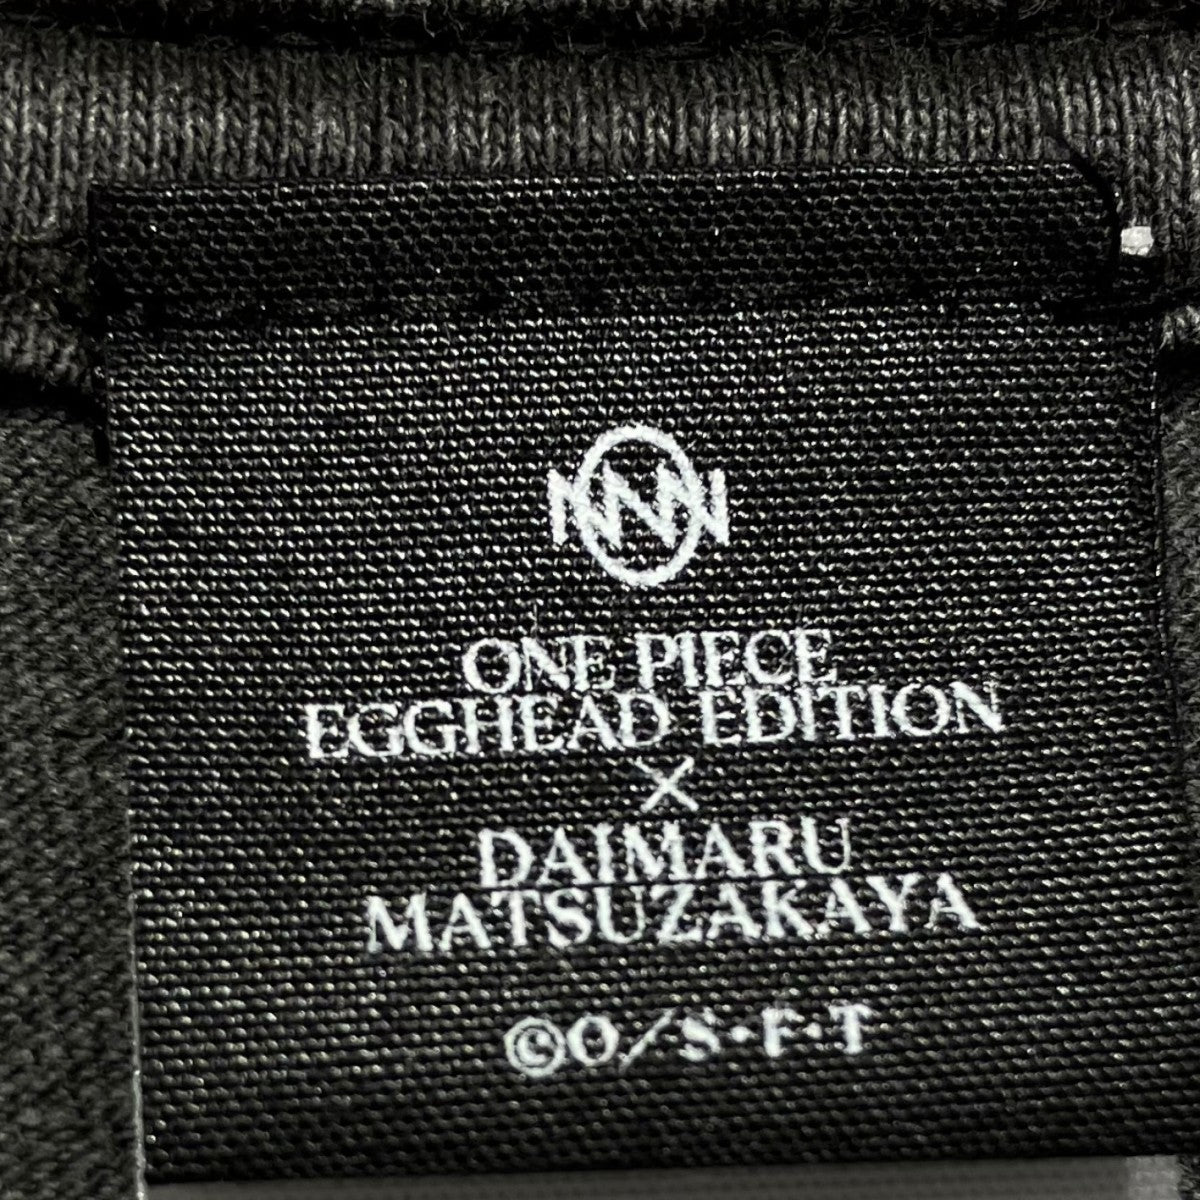 ONE PIECE
EGGHEAD EDITION
×
DAIMARU
MATSUZAKAYA
©O/S・F・T